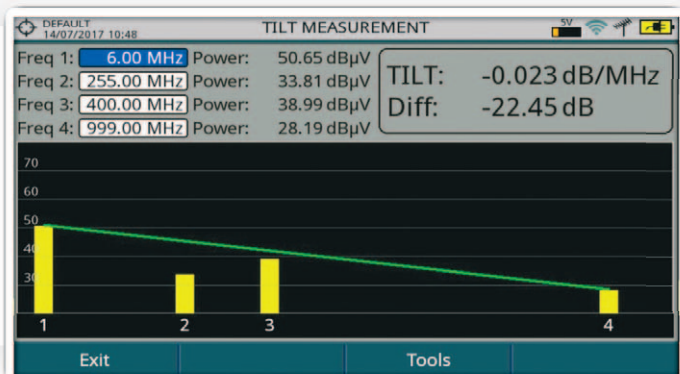 DEFAULT
14/07/2017 10:48
TILT MEASUREMENT
5V
Freq 1: 6.00 MHz Power: 50.65 dBµV
Freq 2: 255.00 MHz Power: 33.81 dBµV
Freq 3: 400.00 MHz Power: 38.99 dBµV
Freq 4: 999.00 MHz Power: 28.19 dBµV
TILT: -0.023 dB/MHz
Diff: -22.45 dB
70
60
50
40
30
1 2 3 4
Exit Tools